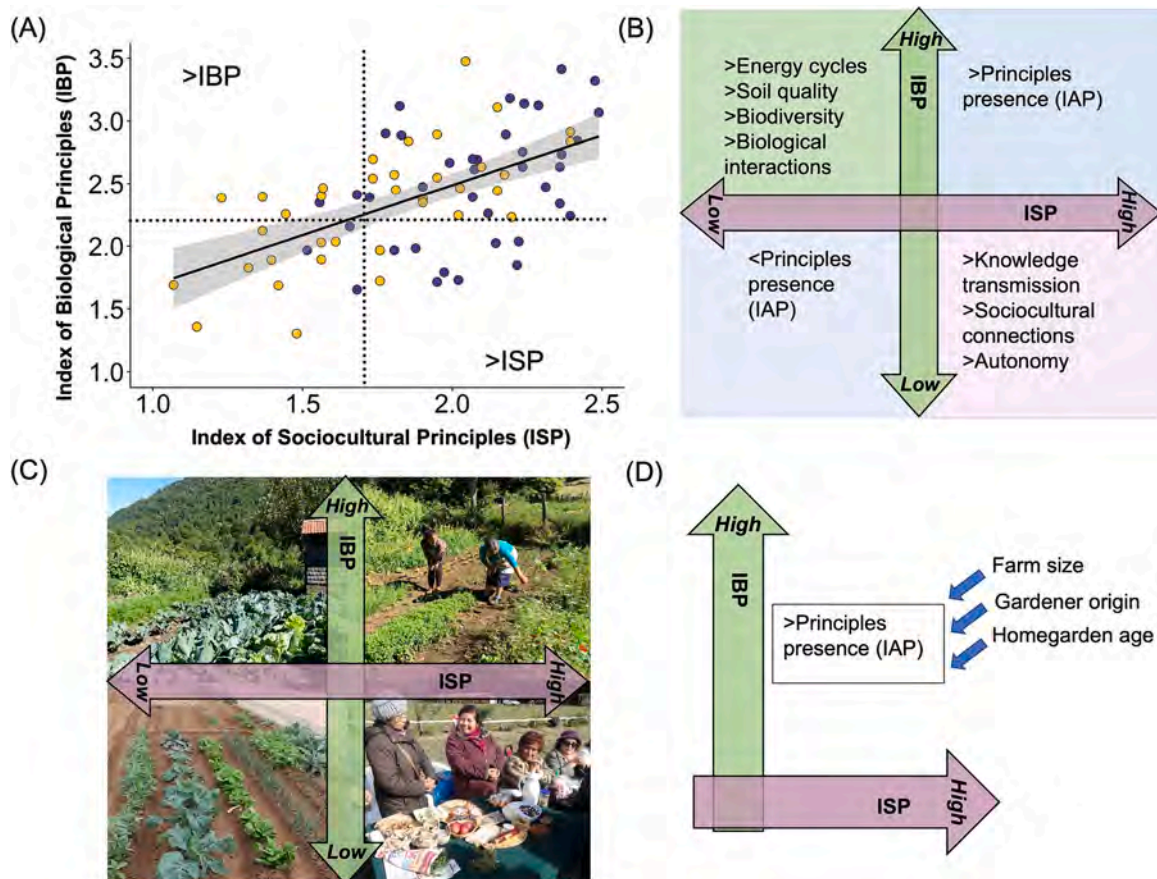 (A)
Index of Biological Principles (IBP)
3.5
3.0
2.5
2.0
1.5
1.0
>IBP
>ISP
1.0
1.5
2.0
2.5
Index of Sociocultural Principles (ISP)
(B)
High
IBP
Low
Low
ISP
High
>Energy cycles
>Soil quality
>Biodiversity
>Biological
interactions
>Principles
presence (IAP)
<Principles
presence (IAP)
>Knowledge
transmission
>Sociocultural
connections
>Autonomy
(C)
High
IBP
Low
ISP
High
Low
(D)
High
IBP
>Principles
presence (IAP)
Farm size
Gardener origin
Homegarden age
ISP
High